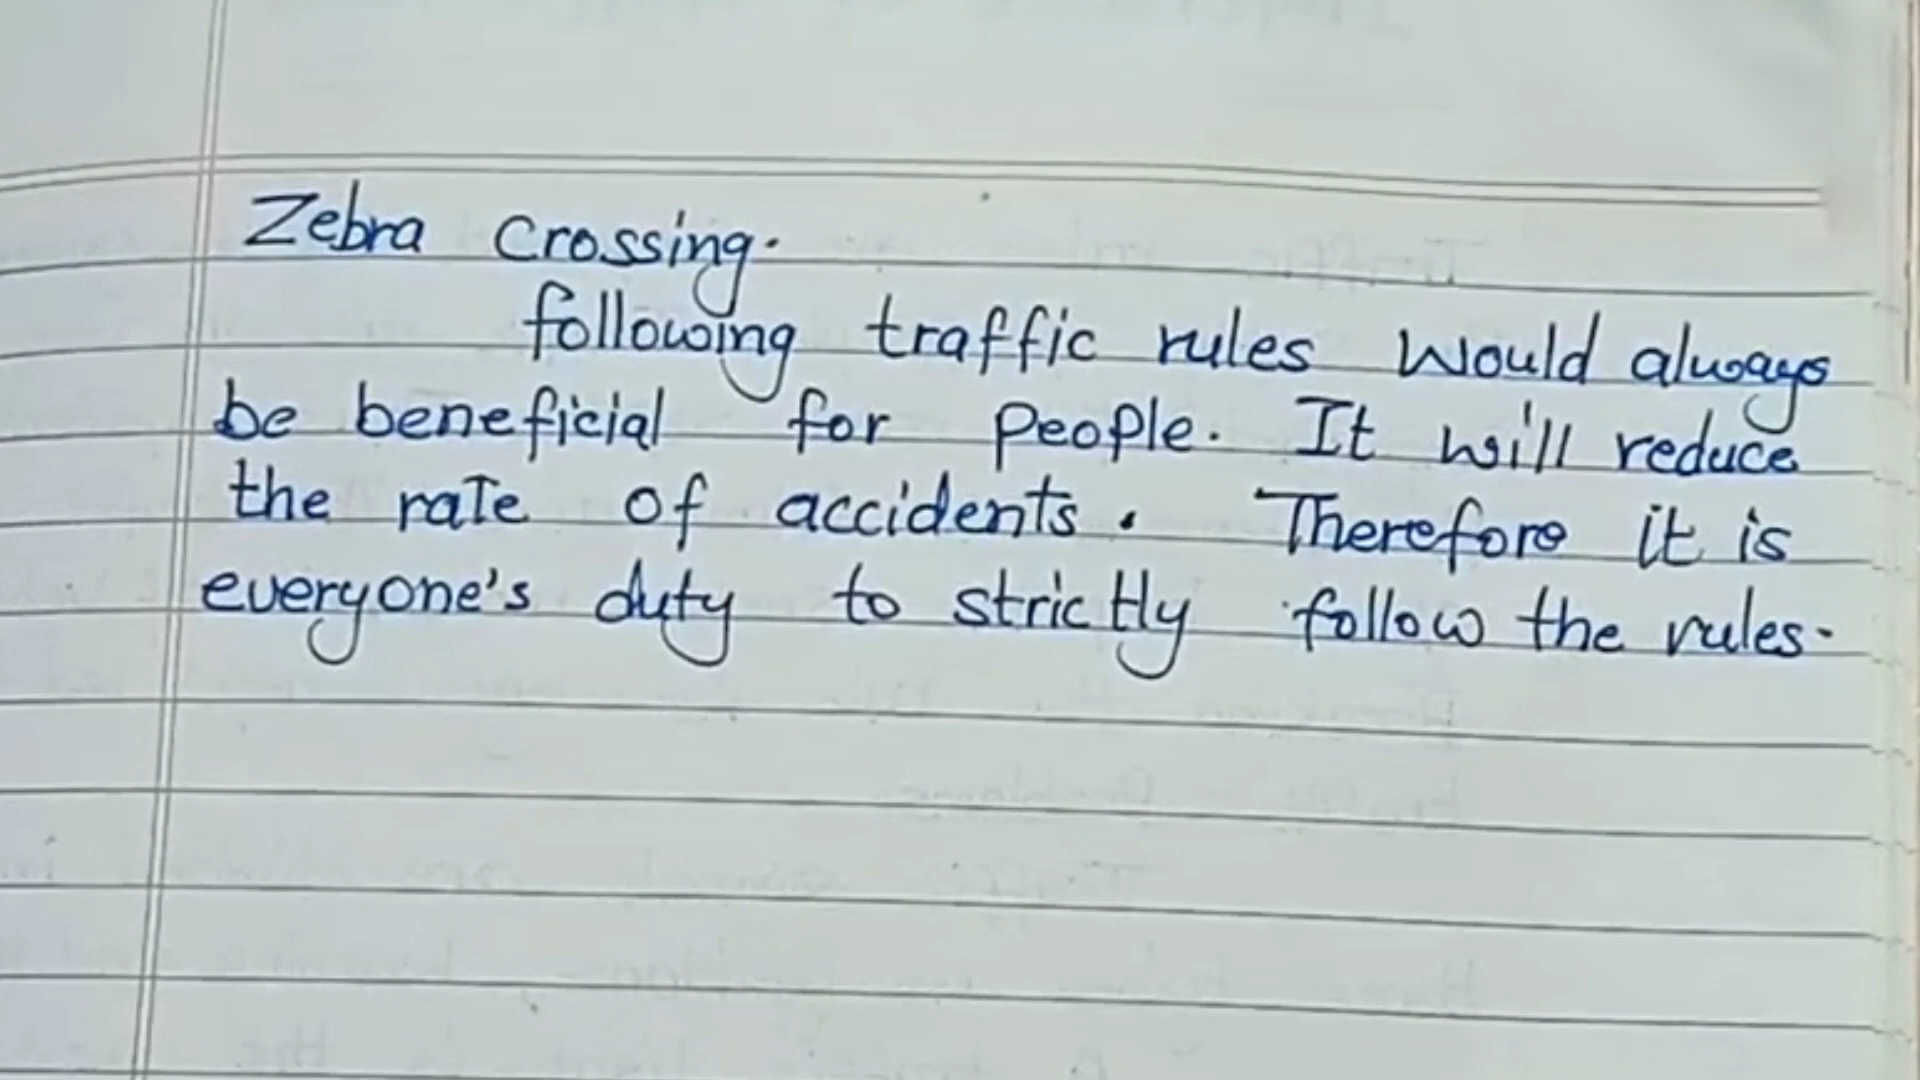 Zebra crossing.
following traffic rules would always
be beneficial for people. It will reduce
the rate of accidents. Therefore it is
everyone's duty to strictly follow the rules.